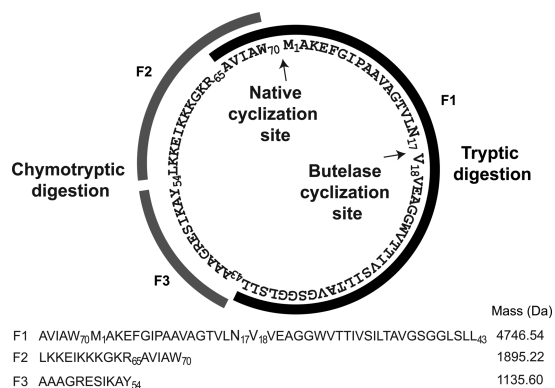 F2
F1
F3
M1AKEFGIPAAVAGTVLN17V18VEAGGWVTTIVSILTAVGSGGLSLL43AAAGRESIKAY54LKKEIKKKGKR65AVIAW70
Native
cyclization
site
Butelase
cyclization
site
Chymotryptic
digestion
Tryptic
digestion
Mass (Da)
F1 AVIAW70M1AKEFGIPAAVAGTVLN17V18VEAGGWVTTIVSILTAVGSGGLSLL43 4746.54
F2 LKKEIKKKGKR65AVIAW70 1895.22
F3 AAAGRESIKAY54 1135.60